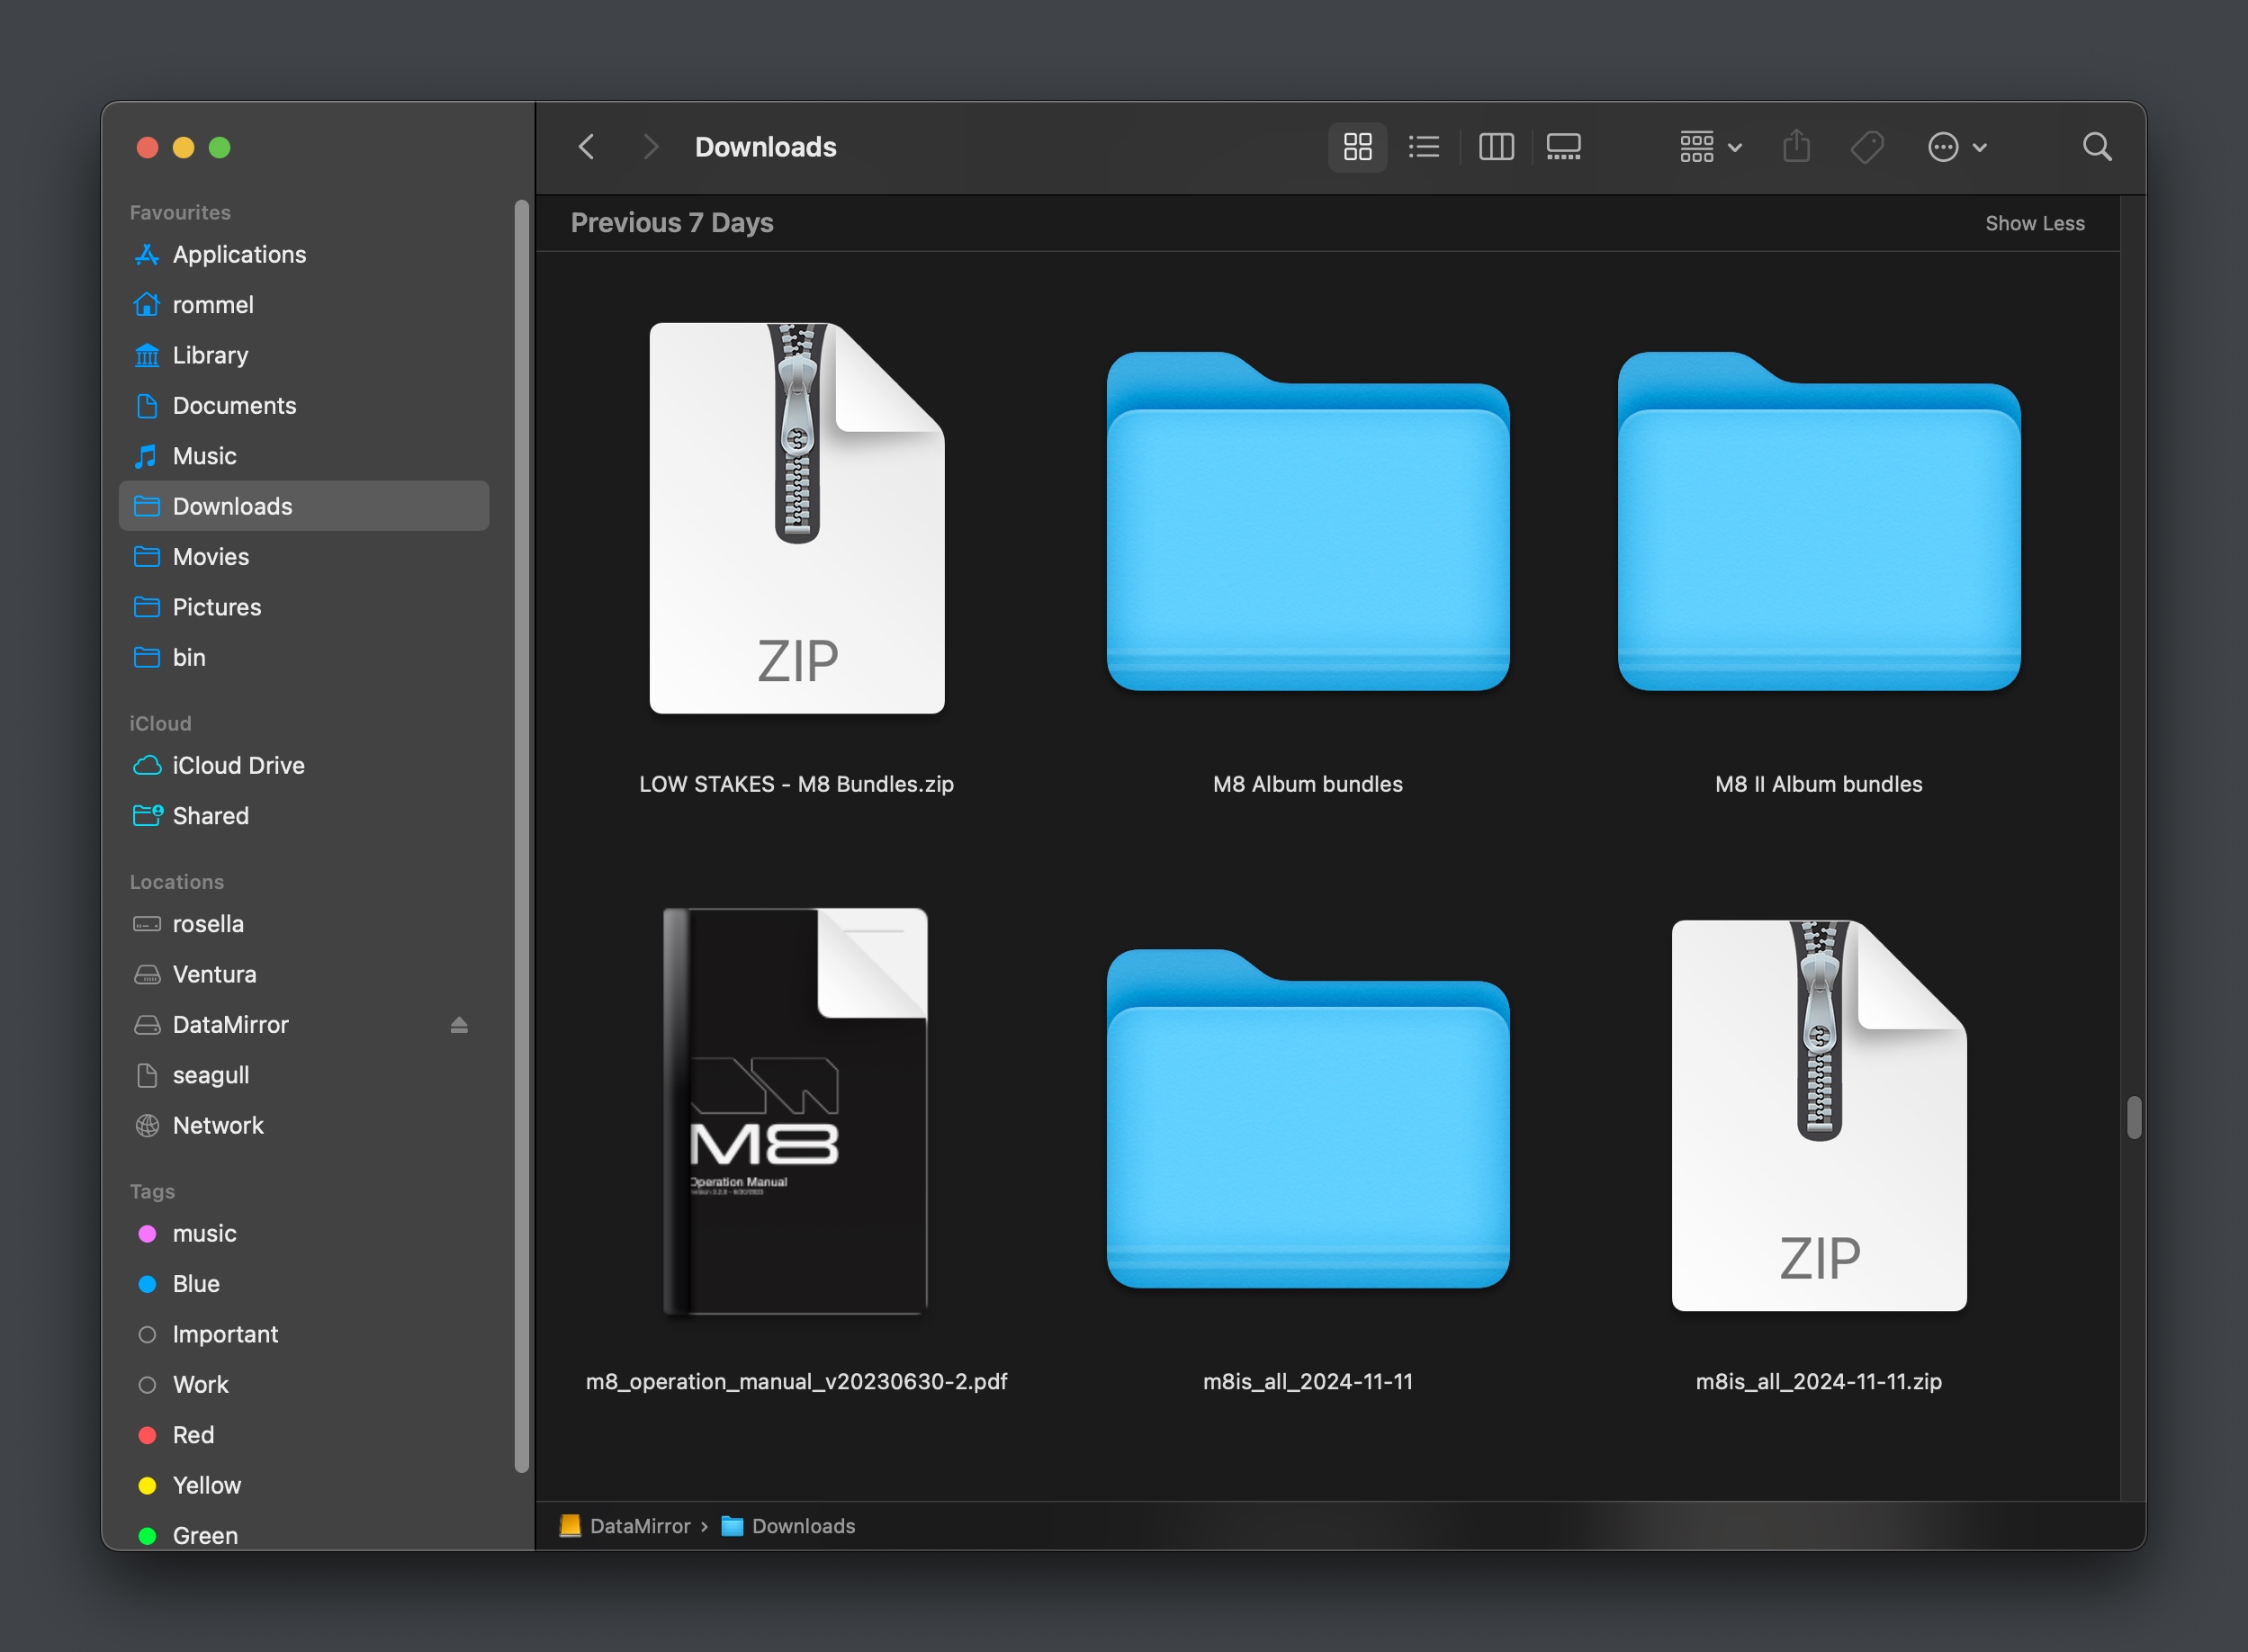 Favourites
Applications
rommel
Library
Documents
Music
Downloads
Movies
Pictures
bin
iCloud
iCloud Drive
Shared
Locations
rosella
Ventura
DataMirror
seagull
Network
Tags
music
Blue
Important
Work
Red
Yellow
Green
Downloads
Previous 7 Days
Show Less
ZIP
LOW STAKES - M8 Bundles.zip
M8 Album bundles
M8 II Album bundles
M8
Operation Manual
ZIP
m8_operation_manual_v20230630-2.pdf
m8is_all_2024-11-11
m8is_all_2024-11-11.zip
DataMirror › Downloads